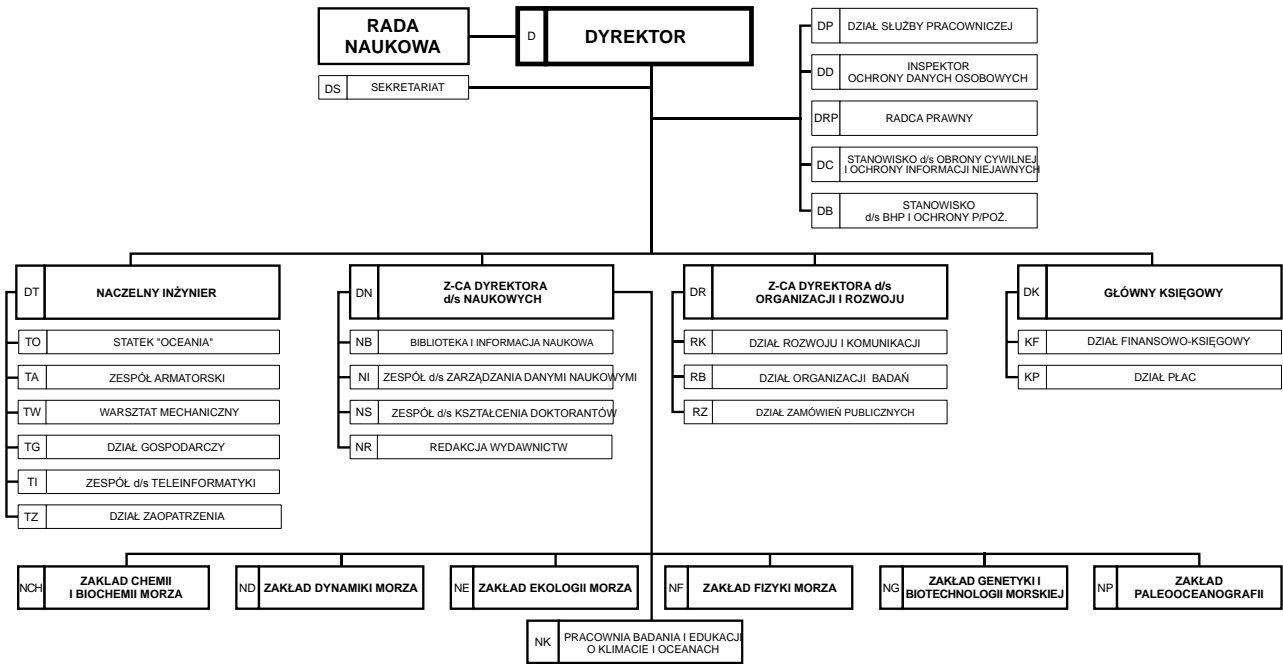 RADA
NAUKOWA
D
DYREKTOR
DS
SEKRETARIAT
DP
DZIAŁ SŁUŻBY PRACOWNICZEJ
DD
INSPEKTOR
OCHRONY DANYCH OSOBOWYCH
DRP
RADCA PRAWNY
DC
STANOWISKO d/s OBRONY CYWILNEJ
I OCHRONY INFORMACJI NIEJAWNYCH
DB
STANOWISKO
d/s BHP I OCHRONY P/POŻ.
DT
NACZELNY INŻYNIER
TO
STATEK "OCEANIA"
TA
ZESPÓŁ ARMATORSKI
TW
WARSZTAT MECHANICZNY
TG
DZIAŁ GOSPODARCZY
TI
ZESPÓŁ d/s TELEINFORMATYKI
TZ
DZIAŁ ZAOPATRZENIA
DN
Z-CA DYREKTORA
d/s NAUKOWYCH
NB
BIBLIOTEKA I INFORMACJA NAUKOWA
NI
ZESPÓŁ d/s ZARZĄDZANIA DANYMI NAUKOWYMI
NS
ZESPÓŁ d/s KSZTAŁCENIA DOKTORANTÓW
NR
REDAKCJA WYDAWNICTW
DR
Z-CA DYREKTORA d/s
ORGANIZACJI I ROZWOJU
RK
DZIAŁ ROZWOJU I KOMUNIKACJI
RB
DZIAŁ ORGANIZACJI BADAŃ
RZ
DZIAŁ ZAMÓWIEŃ PUBLICZNYCH
DK
GŁÓWNY KSIĘGOWY
KF
DZIAŁ FINANSOWO-KSIĘGOWY
KP
DZIAŁ PŁAC
NCH
ZAKLAD CHEMII
I BIOCHEMII MORZA
ND
ZAKŁAD DYNAMIKI MORZA
NE
ZAKŁAD EKOLOGII MORZA
NF
ZAKŁAD FIZYKI MORZA
NG
ZAKŁAD GENETYKI I
BIOTECHNOLOGII MORSKIEJ
NP
ZAKŁAD
PALEOOCEANOGRAFII
NK
PRACOWNIA BADANIA I EDUKACJI
O KLIMACIE I OCEANACH